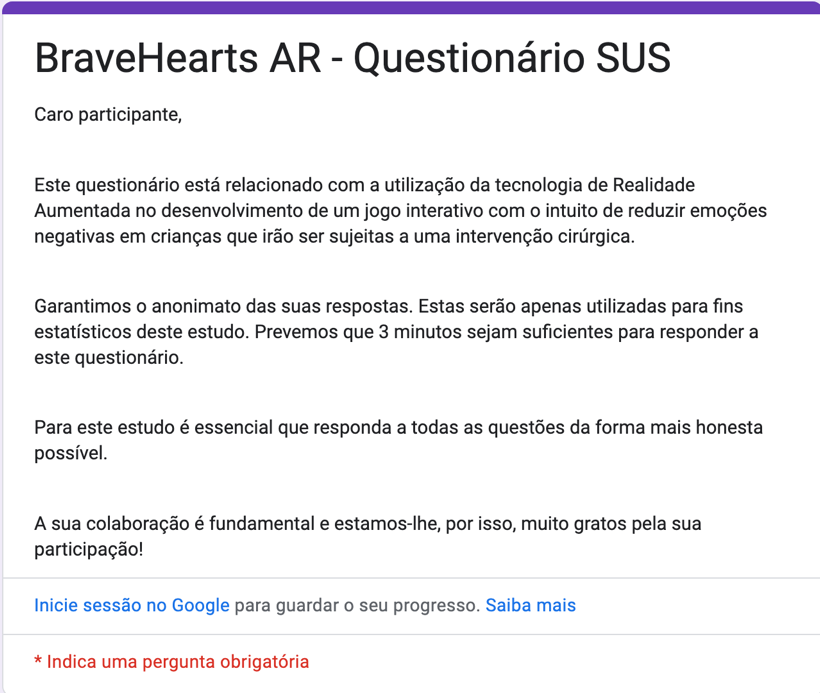 BraveHearts AR - Questionário SUS
Caro participante,
Este questionário está relacionado com a utilização da tecnologia de Realidade
Aumentada no desenvolvimento de um jogo interativo com o intuito de reduzir emoções
negativas em crianças que irão ser sujeitas a uma intervenção cirúrgica.
Garantimos o anonimato das suas respostas. Estas serão apenas utilizadas para fins
estatísticos deste estudo. Prevemos que 3 minutos sejam suficientes para responder a
este questionário.
Para este estudo é essencial que responda a todas as questões da forma mais honesta
possível.
A sua colaboração é fundamental e estamos-lhe, por isso, muito gratos pela sua
participação!
Inicie sessão no Google para guardar o seu progresso. Saiba mais
* Indica uma pergunta obrigatória